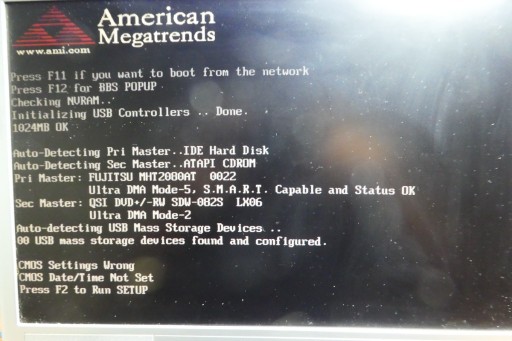 American
Megatrends
www.ami.com
Press F11 if you want to boot from the network
Press F12 for BBS POPUP
Checking NVRAM..
Initializing USB Controllers .. Done.
1024MB OK
Auto-Detecting Pri Master..IDE Hard Disk
Auto-Detecting Sec Master..ATAPI CDROM
Pri Master: FUJITSU MHT2080AT 0022
Ultra DMA Mode-5, S.M.A.R.T. Capable and Status OK
Sec Master: QSI DVD+/-RW SDW-082S LX06
Ultra DMA Mode-2
Auto-detecting USB Mass Storage Devices ..
00 USB mass storage devices found and configured.
CMOS Settings Wrong
CMOS Date/Time Not Set
Press F2 to Run SETUP